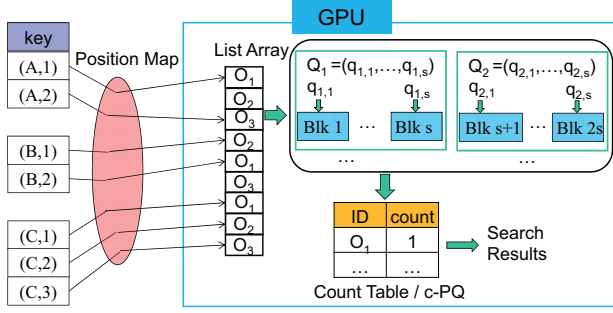 GPU
key
Position Map
List Array
(A,1)
(A,2)
(B,1)
(B,2)
(C,1)
(C,2)
(C,3)
O1
O2
O3
O2
O1
O3
O1
O2
O3
Q1 =(q1,1,…,q1,s)
q1,1 q1,s
Blk 1 … Blk s
…
Q2 =(q2,1,…,q2,s)
q2,1 q2,s
Blk s+1 … Blk 2s
…
ID count
O1 1
… …
Count Table / c-PQ
Search
Results